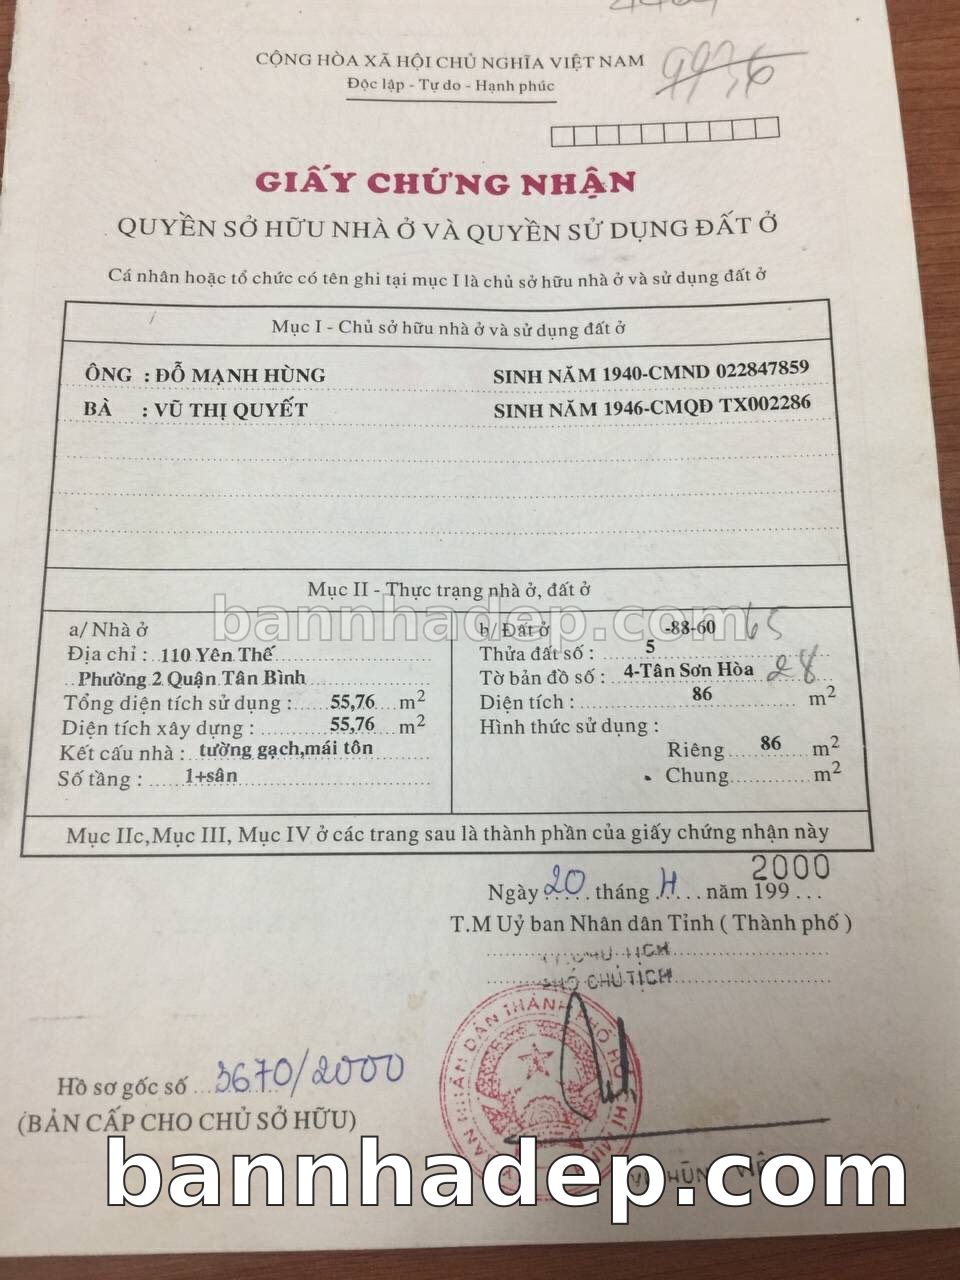 9936
CỘNG HÒA XÃ HỘI CHỦ NGHĨA VIỆT NAM
Độc lập - Tự do - Hạnh phúc
GIẤY CHỨNG NHẬN
QUYỀN SỞ HỮU NHÀ Ở VÀ QUYỀN SỬ DỤNG ĐẤT Ở
Cá nhân hoặc tổ chức có tên ghi tại mục I là chủ sở hữu nhà ở và sử dụng đất ở
Mục I - Chủ sở hữu nhà ở và sử dụng đất ở
ÔNG : ĐỖ MẠNH HÙNG SINH NĂM 1940-CMND 022847859
BÀ : VŨ THỊ QUYẾT SINH NĂM 1946-CMQĐ TX002286
Mục II - Thực trạng nhà ở, đất ở
bannhadep.com
a/ Nhà ở
Địa chỉ : 110 Yên Thế
Phường 2 Quận Tân Bình
Tổng diện tích sử dụng : 55,76 m2
Diện tích xây dựng : 55,76 m2
Kết cấu nhà : tường gạch,mái tôn
Số tầng : 1+sân
b/ Đất ở -88-60 65
Thửa đất số : 5
Tờ bản đồ số : 4-Tân Sơn Hòa 28
Diện tích : 86 m2
Hình thức sử dụng :
Riêng 86 m2
Chung m2
Mục IIc,Mục III, Mục IV ở các trang sau là thành phần của giấy chứng nhận này
2000
Ngày 20 tháng 11 năm 199 . . .
T.M Uỷ ban Nhân dân Tỉnh ( Thành phố )
CHỦ TỊCH
PHÓ CHỦ TỊCH
Hồ sơ gốc số 3670/2000
(BẢN CẤP CHO CHỦ SỞ HỮU)
bannhadep.com